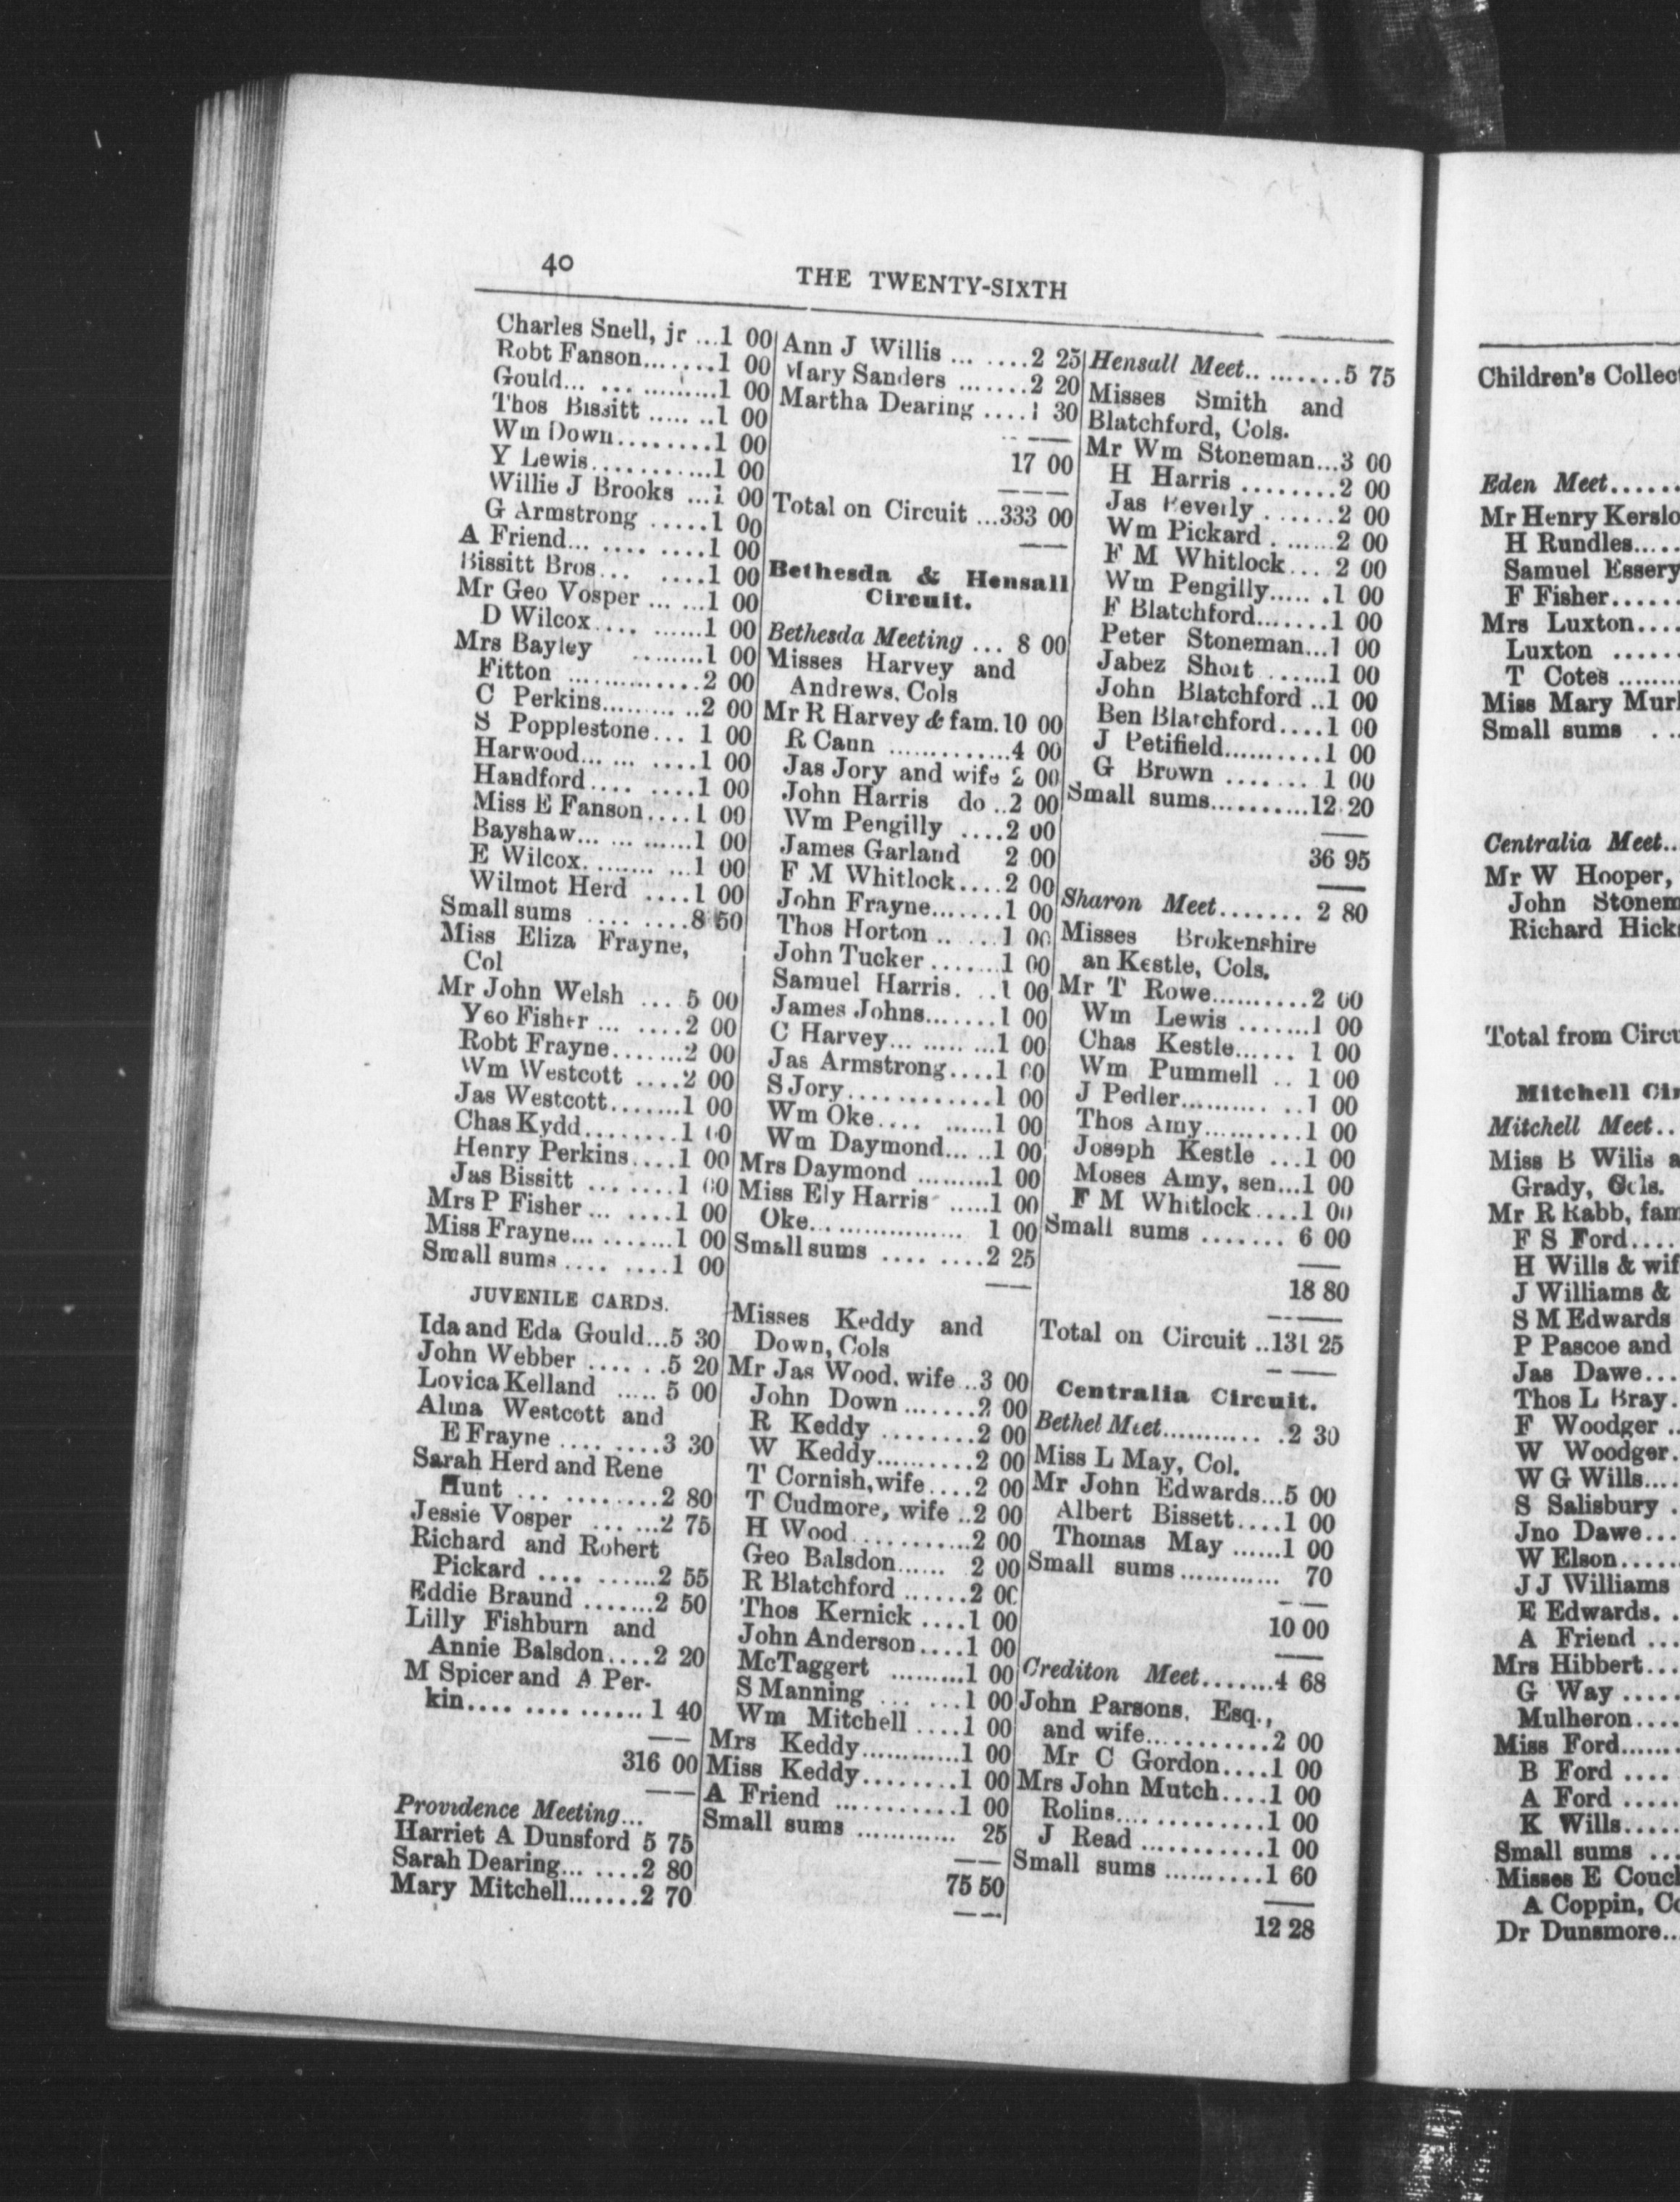 40
THE TWENTY-SIXTH
Charles Snell, jr ...1 00
Robt Fanson.......1 00
Gould... ... ..........1 00
Thos Bissitt ..... ..1 00
Wm Down........1 00
Y Lewis............1 00
Willie J Brooks ...1 00
G Armstrong .....1 00
A Friend... .... ....1 00
Bissitt Bros... ....1 00
Mr Geo Vosper ... ...1 00
D Wilcox.... .......1 00
Mrs Bayley .........1 00
Fitton ................2 00
C Perkins......... ..2 00
S Popplestone... 1 00
Harwood... ... ....1 00
Handford.... .....1 00
Miss E Fanson....1 00
Bayshaw... ... ......1 00
E Wilcox........ ...1 00
Wilmot Herd ....1 00
Small sums .... ....8 50
Miss Eliza Frayne,
Col
Mr John Welsh ... 5 00
Yeo Fisher ... ....2 00
Robt Frayne.......2 00
Wm Westcott ....2 00
Jas Westcott.......1 00
Chas Kydd.........1 00
Henry Perkins....1 00
Jas Bissitt ... ....1 00
Mrs P Fisher... ....1 00
Miss Frayne... .......1 00
Small sums .... ....1 00
JUVENILE CARDS.
Ida and Eda Gould...5 30
John Webber ... ...5 20
Lovica Kelland ..... 5 00
Alma Westcott and
E Frayne .... ....3 30
Sarah Herd and Rene
Hunt ... .........2 80
Jessie Vosper ... ...2 75
Richard and Robert
Pickard .... ......2 55
Eddie Braund .......2 50
Lilly Fishburn and
Annie Balsdon....2 20
M Spicer and A Per-
kin.... .... ...... 1 40
316 00
Providence Meeting...
Harriet A Dunsford 5 75
Sarah Dearing... ....2 80
Mary Mitchell.......2 70
Ann J Willis ... ....2 25
Mary Sanders .......2 20
Martha Dearing ....1 30
17 00
Total on Circuit ...333 00
Bethesda & Hensall
Circuit.
Bethesda Meeting ... 8 00
Misses Harvey and
Andrews, Cols
Mr R Harvey & fam.10 00
R Cann .............4 00
Jas Jory and wife 2 00
John Harris do ..2 00
Wm Pengilly ....2 00
James Garland 2 00
F M Whitlock....2 00
John Frayne.......1 00
Thos Horton .. ...1 00
John Tucker.......1 00
Samuel Harris. ..1 00
James Johns.......1 00
C Harvey... ..... ...1 00
Jas Armstrong....1 00
S Jory.............1 00
Wm Oke.... ......1 00
Wm Daymond... ..1 00
Mrs Daymond .........1 00
Miss Ely Harris .....1 00
Oke.................. 1 00
Small sums .... ....2 25
Misses Keddy and
Down, Cols
Mr Jas Wood, wife ..3 00
John Down .......2 00
R Keddy .........2 00
W Keddy..........2 00
T Cornish, wife....2 00
T Cudmore, wife ..2 00
H Wood............2 00
Geo Balsdon...... 2 00
R Blatchford ......2 00
Thos Kernick ....1 00
John Anderson....1 00
McTaggert .........1 00
S Manning ... ...1 00
Wm Mitchell ....1 00
Mrs Keddy............1 00
Miss Keddy.........1 00
A Friend ............1 00
Small sums ............ 25
75 50
Hensall Meet.. ........5 75
Misses Smith and
Blatchford, Cols.
Mr Wm Stoneman...3 00
H Harris .........2 00
Jas Peverly ......2 00
Wm Pickard ......2 00
F M Whitlock... 2 00
Wm Pengilly..... .1 00
F Blatchford.......1 00
Peter Stoneman...1 00
Jabez Short .......1 00
John Blatchford ..1 00
Ben Blatchford....1 00
J Petifield..........1 00
G Brown ........1 00
Small sums..........12 20
36 95
Sharon Meet....... 2 80
Misses Brokenshire
an Kestle, Cols.
Mr T Rowe..........2 00
Wm Lewis .......1 00
Chas Kestle...... 1 00
Wm Pummell .. 1 00
J Pedler.......... ..1 00
Thos Amy..........1 00
Joseph Kestle ...1 00
Moses Amy, sen...1 00
F M Whitlock....1 00
Small sums ....... 6 00
18 80
Total on Circuit ..131 25
Centralia Circuit.
Bethel Meet........... .2 30
Miss L May, Col.
Mr John Edwards...5 00
Albert Bissett....1 00
Thomas May ......1 00
Small sums............ 70
10 00
Crediton Meet.......4 68
John Parsons, Esq.,
and wife............2 00
Mr C Gordon....1 00
Mrs John Mutch....1 00
Rolins...............1 00
J Read ............1 00
Small sums ..........1 60
12 28
Children's Collec
Eden Meet......
Mr Henry Kerslo
H Rundles.....
Samuel Essery
F Fisher......
Mrs Luxton....
Luxton ......
T Cotes ........
Miss Mary Mur
Small sums ...
Centralia Meet..
Mr W Hooper,
John Stonem
Richard Hick
Total from Circu
Mitchell Cir
Mitchell Meet..
Miss B Wilis a
Grady, Cols.
Mr R Rabb, fam
F S Ford....
H Wills & wif
J Williams &
S M Edwards
P Pascoe and
Jas Dawe...
Thos L Bray.
F Woodger ..
W Woodger.
W G Wills....
S Salisbury .
Jno Dawe...
W Elson.....
J J Williams
E Edwards. .
A Friend ...
Mrs Hibbert...
G Way .....
Mulheron....
Miss Ford......
B Ford ....
A Ford .....
K Wills.....
Small sums ...
Misses E Couc
A Coppin, Co
Dr Dunsmore..